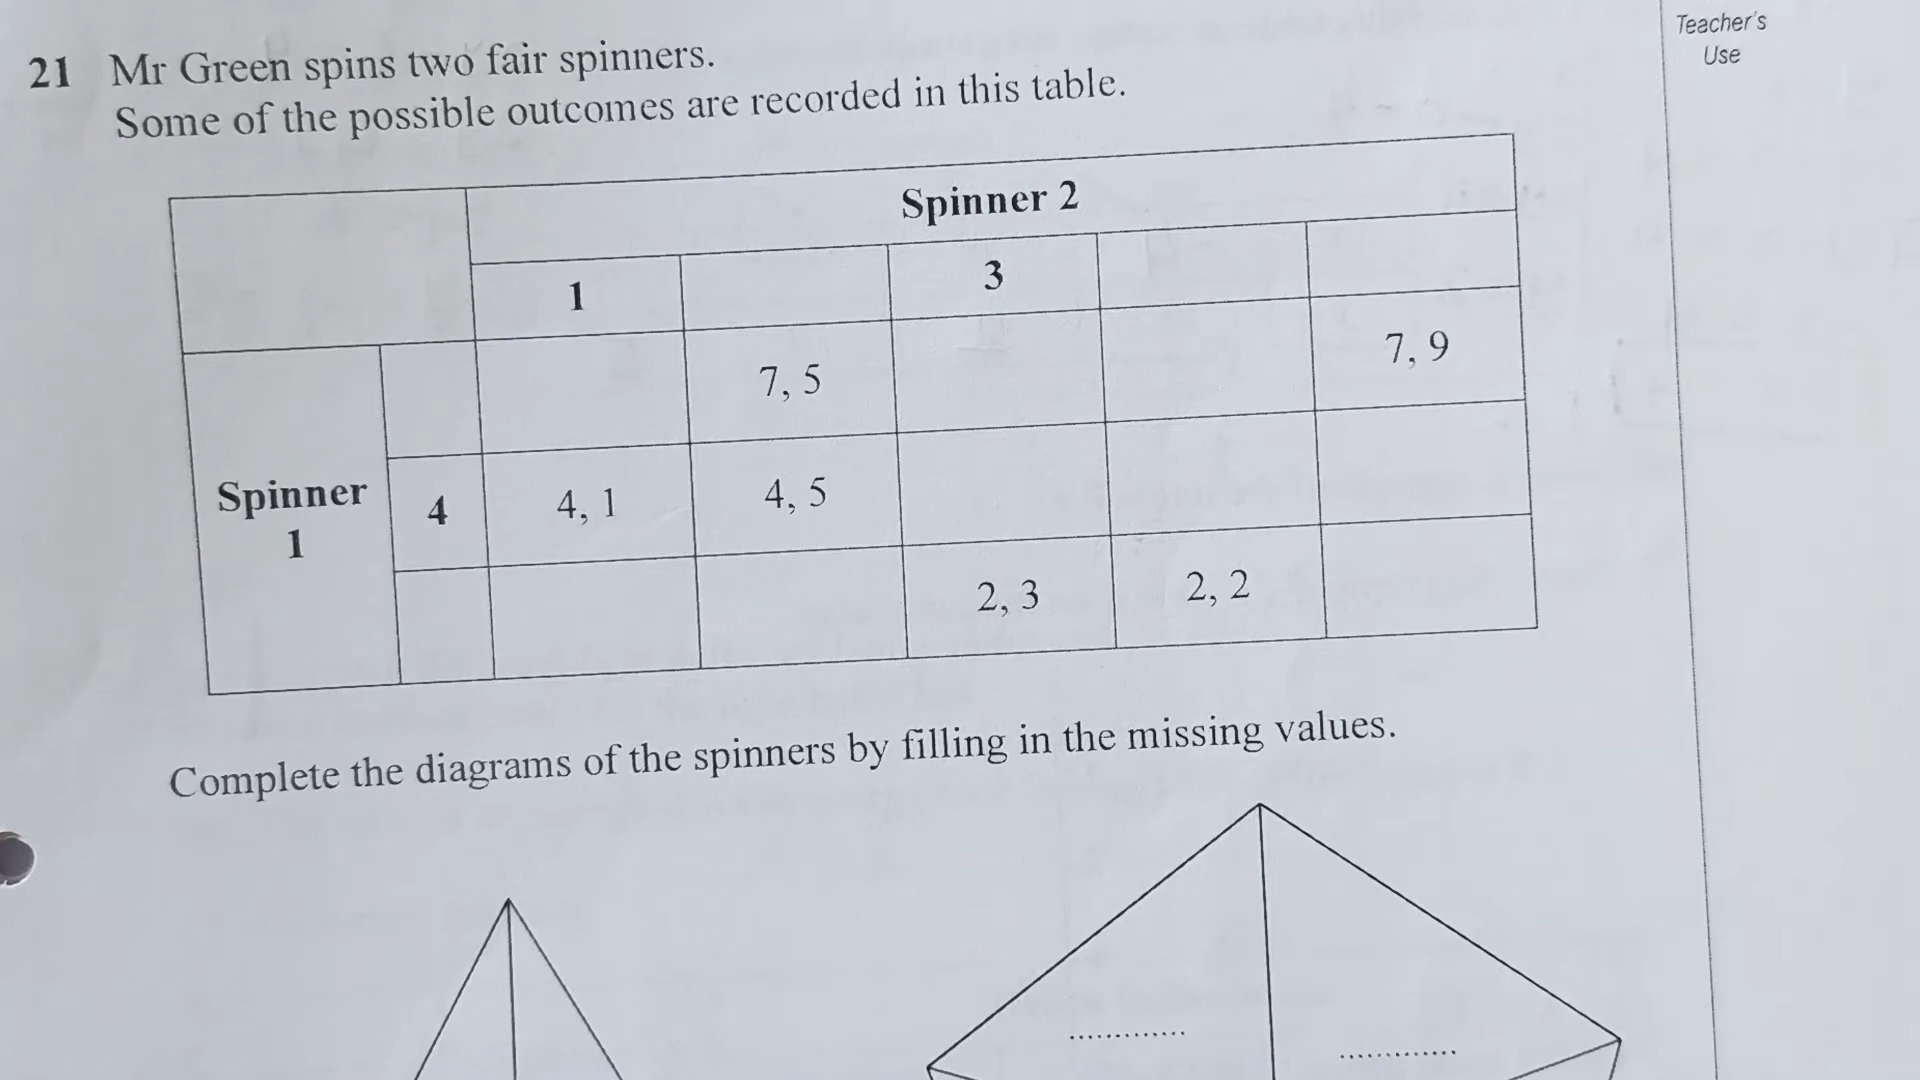 Teacher's
Use
21 Mr Green spins two fair spinners.
Some of the possible outcomes are recorded in this table.
Spinner 2
1 3
7, 5 7, 9
Spinner
1
4 4, 1 4, 5
2, 3 2, 2
Complete the diagrams of the spinners by filling in the missing values.
............. .............